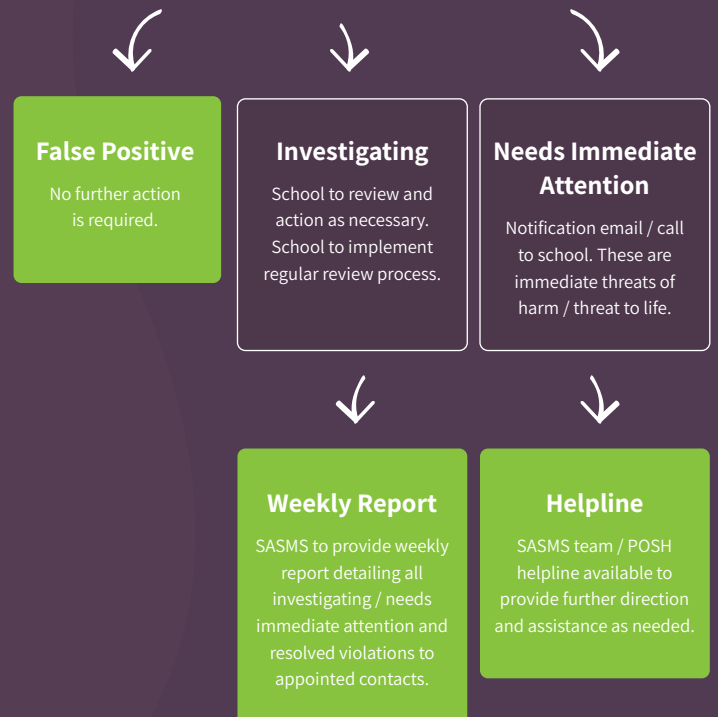 False Positive
No further action
is required.
Investigating
School to review and
action as necessary.
School to implement
regular review process.
Needs Immediate
Attention
Notification email / call
to school. These are
immediate threats of
harm / threat to life.
Weekly Report
SASMS to provide weekly
report detailing all
investigating / needs
immediate attention and
resolved violations to
appointed contacts.
Helpline
SASMS team / POSH
helpline available to
provide further direction
and assistance as needed.